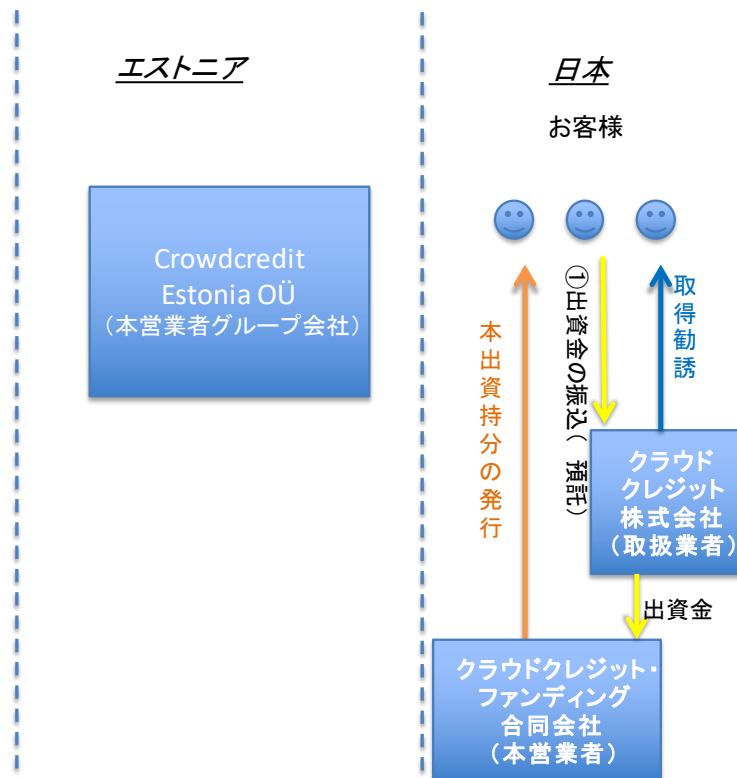 エストニア
日本
お客様
Crowdcredit
Estonia OÜ
（本営業者グループ会社）
本出資持分の発行
①出資金の振込（ 預託）
取得勧誘
クラウド
クレジット
株式会社
（取扱業者）
出資金
クラウドクレジット・
ファンディング
合同会社
（本営業者）